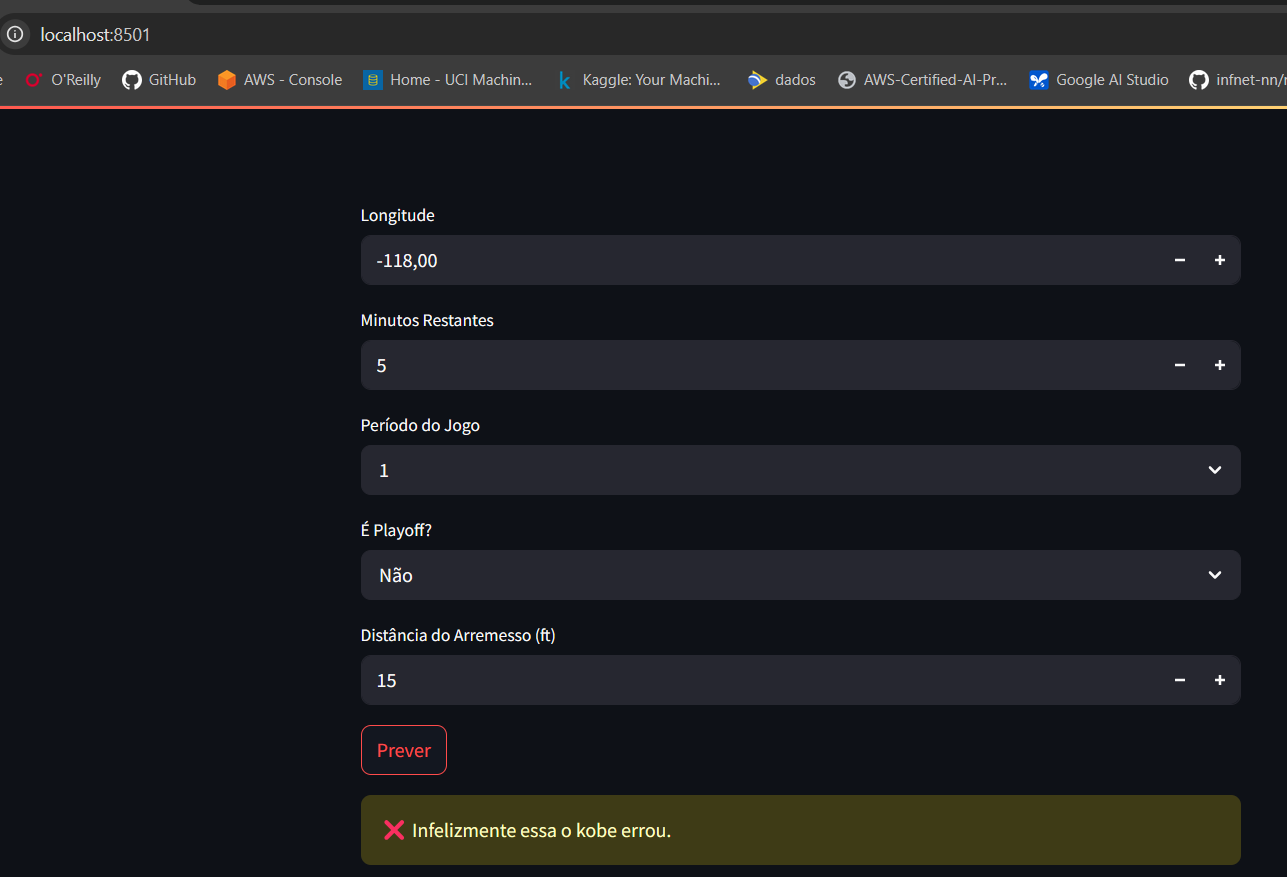 localhost:8501
O'Reilly GitHub AWS - Console Home - UCI Machin... Kaggle: Your Machi... dados AWS-Certified-AI-Pr... Google AI Studio infnet-nn/
Longitude
-118,00
Minutos Restantes
5
Período do Jogo
1
É Playoff?
Não
Distância do Arremesso (ft)
15
Prever
❌ Infelizmente essa o kobe errou.